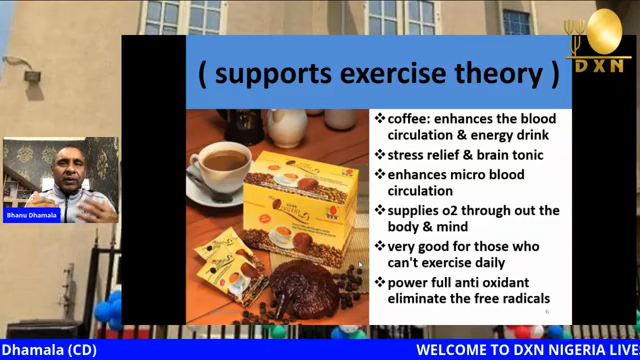 DXN
( supports exercise theory )
❖coffee: enhances the blood
circulation & energy drink
❖stress relief & brain tonic
❖enhances micro blood
circulation
❖supplies o2 through out the
body & mind
❖very good for those who
can't exercise daily
❖power full anti oxidant
eliminate the free radicals
6
DXN
Bhanu Dhamala
Dhamala (CD)
WELCOME TO DXN NIGERIA LIVE